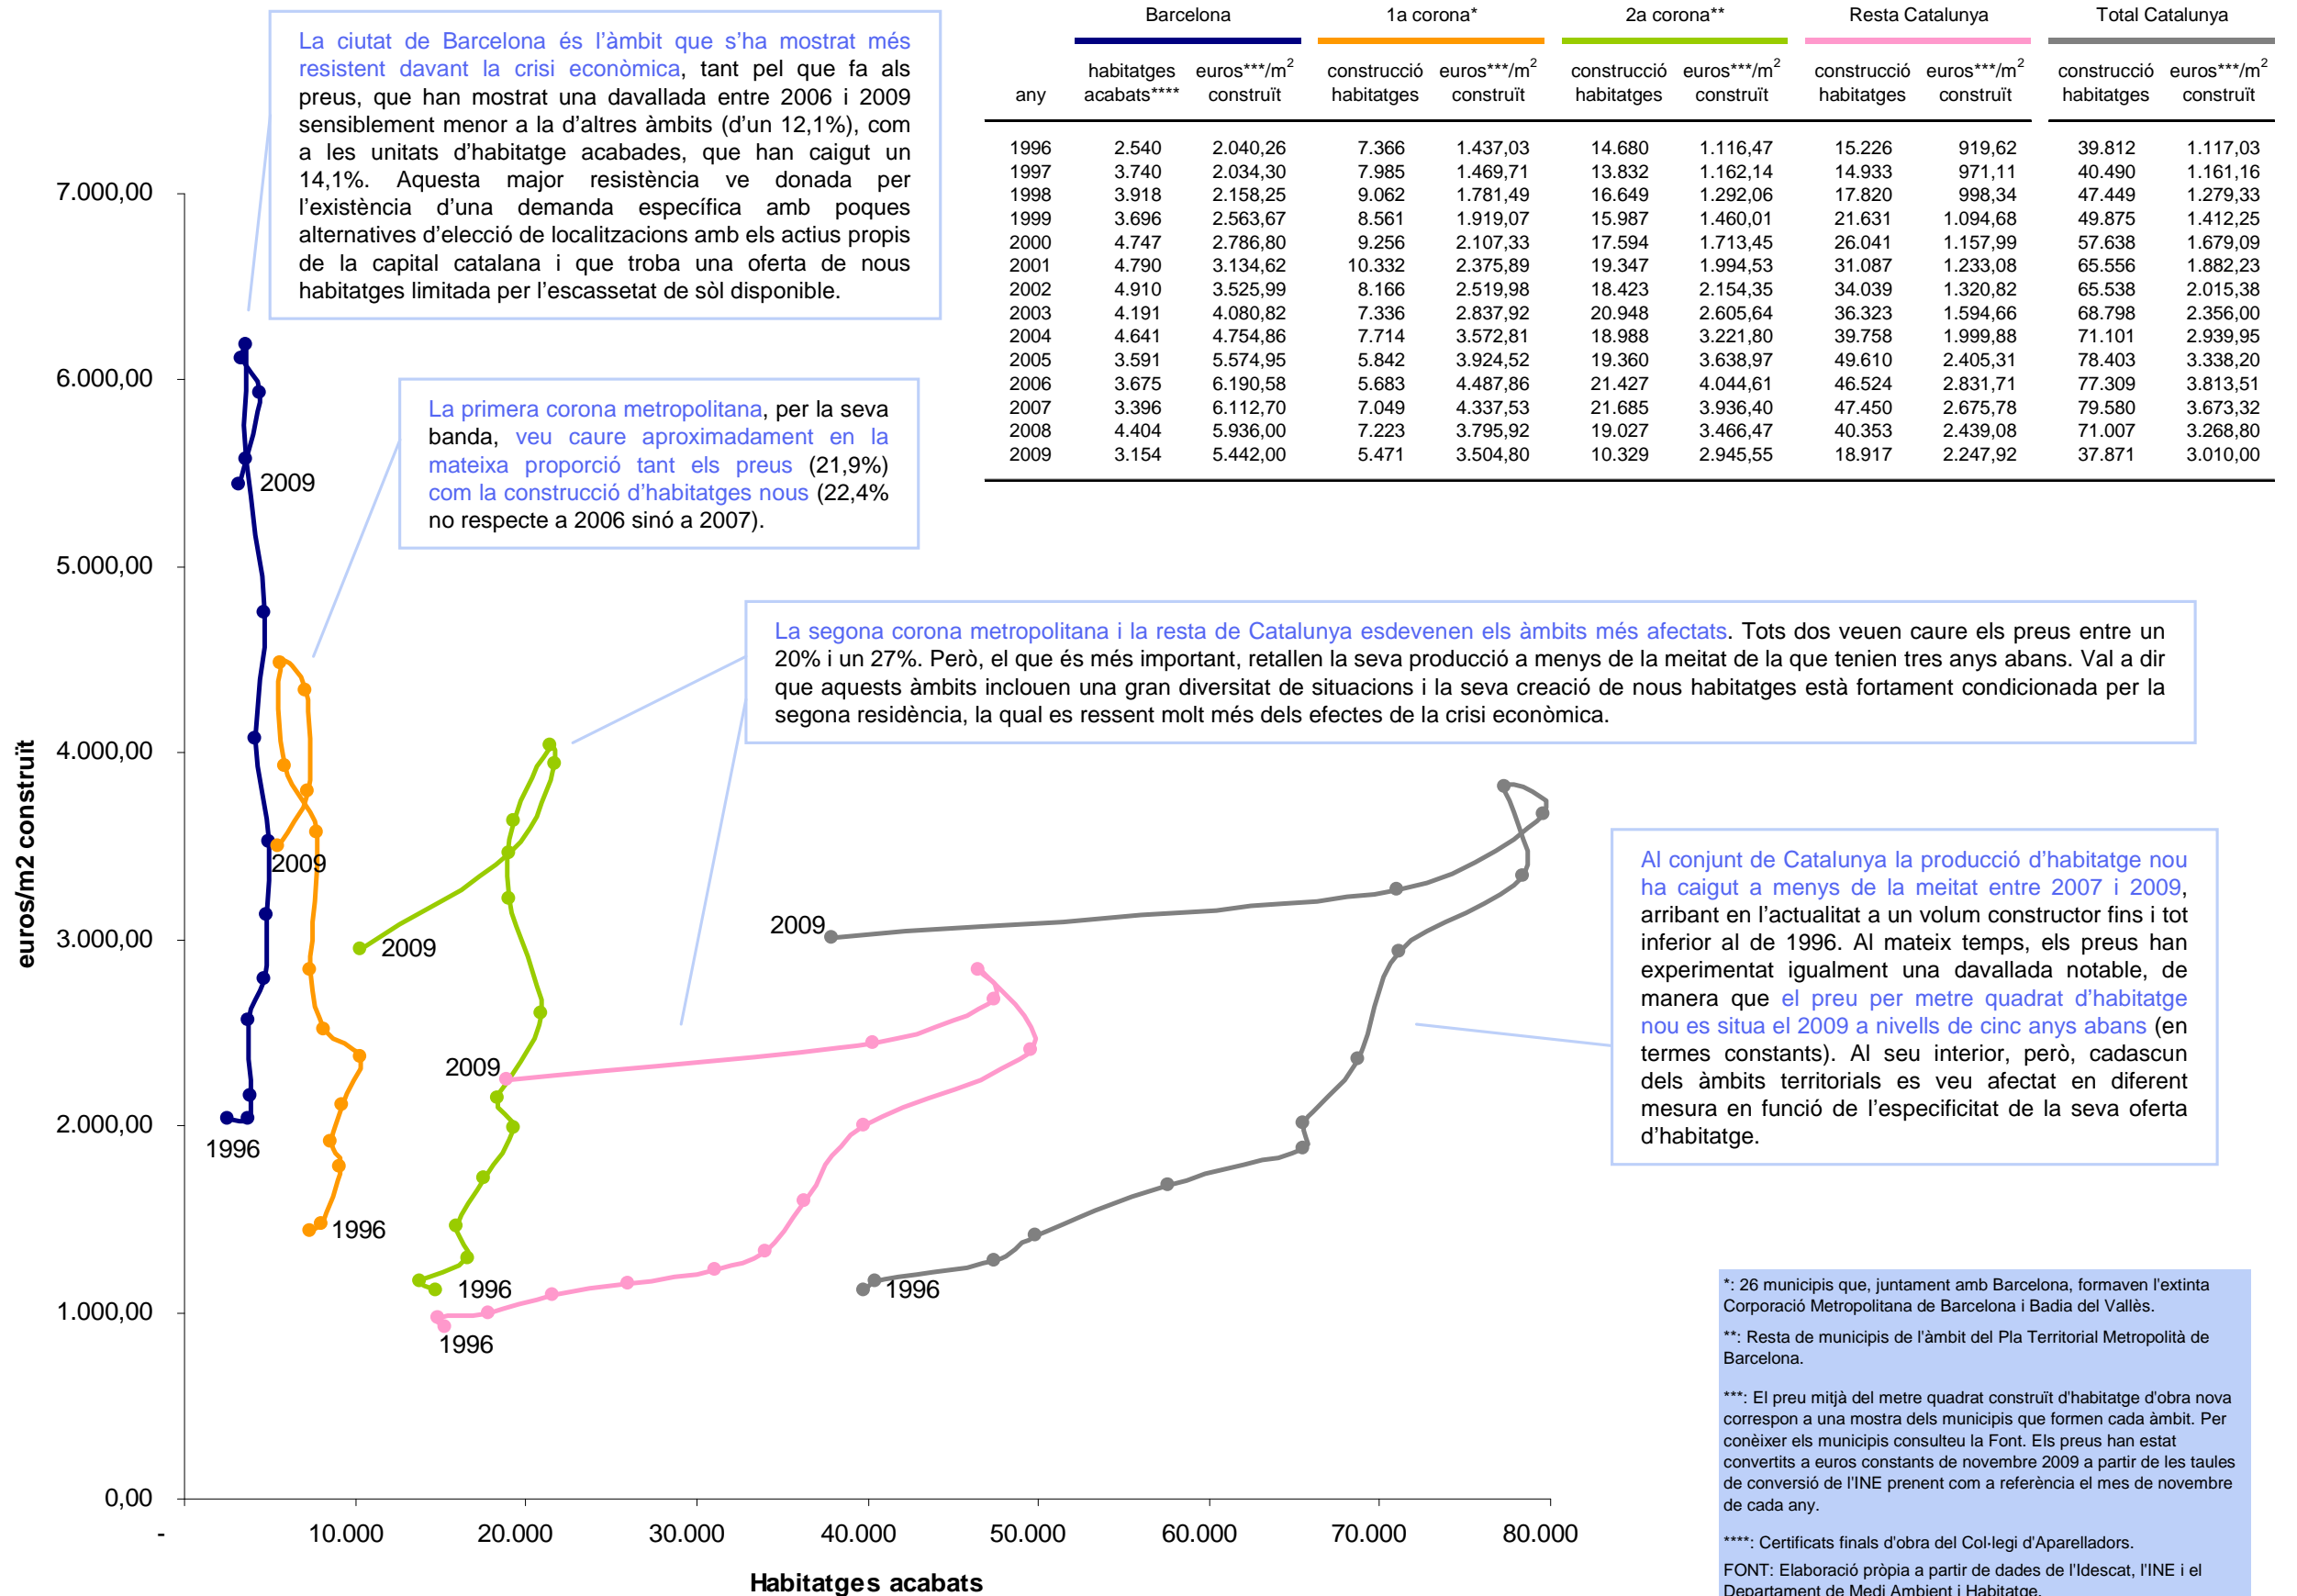 La ciutat de Barcelona és l’àmbit que s’ha mostrat més
resistent davant la crisi econòmica, tant pel que fa als
preus, que han mostrat una davallada entre 2006 i 2009
sensiblement menor a la d’altres àmbits (d’un 12,1%), com
a les unitats d’habitatge acabades, que han caigut un
14,1%. Aquesta major resistència ve donada per
l’existència d’una demanda específica amb poques
alternatives d’elecció de localitzacions amb els actius propis
de la capital catalana i que troba una oferta de nous
habitatges limitada per l’escassetat de sòl disponible.
Barcelona 1a corona* 2a corona** Resta Catalunya Total Catalunya
habitatges euros***/m2 construcció euros***/m2 construcció euros***/m2 construcció euros***/m2 construcció euros***/m2
any acabats**** construït habitatges construït habitatges construït habitatges construït habitatges construït
1996 2.540 2.040,26 7.366 1.437,03 14.680 1.116,47 15.226 919,62 39.812 1.117,03
1997 3.740 2.034,30 7.985 1.469,71 13.832 1.162,14 14.933 971,11 40.490 1.161,16
1998 3.918 2.158,25 9.062 1.781,49 16.649 1.292,06 17.820 998,34 47.449 1.279,33
1999 3.696 2.563,67 8.561 1.919,07 15.987 1.460,01 21.631 1.094,68 49.875 1.412,25
2000 4.747 2.786,80 9.256 2.107,33 17.594 1.713,45 26.041 1.157,99 57.638 1.679,09
2001 4.790 3.134,62 10.332 2.375,89 19.347 1.994,53 31.087 1.233,08 65.556 1.882,23
2002 4.910 3.525,99 8.166 2.519,98 18.423 2.154,35 34.039 1.320,82 65.538 2.015,38
2003 4.191 4.080,82 7.336 2.837,92 20.948 2.605,64 36.323 1.594,66 68.798 2.356,00
2004 4.641 4.754,86 7.714 3.572,81 18.988 3.221,80 39.758 1.999,88 71.101 2.939,95
2005 3.591 5.574,95 5.842 3.924,52 19.360 3.638,97 49.610 2.405,31 78.403 3.338,20
2006 3.675 6.190,58 5.683 4.487,86 21.427 4.044,61 46.524 2.831,71 77.309 3.813,51
2007 3.396 6.112,70 7.049 4.337,53 21.685 3.936,40 47.450 2.675,78 79.580 3.673,32
2008 4.404 5.936,00 7.223 3.795,92 19.027 3.466,47 40.353 2.439,08 71.007 3.268,80
2009 3.154 5.442,00 5.471 3.504,80 10.329 2.945,55 18.917 2.247,92 37.871 3.010,00
La primera corona metropolitana, per la seva
banda, veu caure aproximadament en la
mateixa proporció tant els preus (21,9%)
com la construcció d’habitatges nous (22,4%
no respecte a 2006 sinó a 2007).
La segona corona metropolitana i la resta de Catalunya esdevenen els àmbits més afectats. Tots dos veuen caure els preus entre un
20% i un 27%. Però, el que és més important, retallen la seva producció a menys de la meitat de la que tenien tres anys abans. Val a dir
que aquests àmbits inclouen una gran diversitat de situacions i la seva creació de nous habitatges està fortament condicionada per la
segona residència, la qual es ressent molt més dels efectes de la crisi econòmica.
Al conjunt de Catalunya la producció d’habitatge nou
ha caigut a menys de la meitat entre 2007 i 2009,
arribant en l’actualitat a un volum constructor fins i tot
inferior al de 1996. Al mateix temps, els preus han
experimentat igualment una davallada notable, de
manera que el preu per metre quadrat d’habitatge
nou es situa el 2009 a nivells de cinc anys abans (en
termes constants). Al seu interior, però, cadascun
dels àmbits territorials es veu afectat en diferent
mesura en funció de l’especificitat de la seva oferta
d’habitatge.
euros/m2 construït
7.000,00
6.000,00
5.000,00
4.000,00
3.000,00
2.000,00
1.000,00
0,00
2009
2009
2009
2009
2009
1996
1996
1996
1996
1996
- 10.000 20.000 30.000 40.000 50.000 60.000 70.000 80.000
Habitatges acabats
*: 26 municipis que, juntament amb Barcelona, formaven l'extinta
Corporació Metropolitana de Barcelona i Badia del Vallès.
**: Resta de municipis de l'àmbit del Pla Territorial Metropolità de
Barcelona.
***: El preu mitjà del metre quadrat construït d'habitatge d'obra nova
correspon a una mostra dels municipis que formen cada àmbit. Per
conèixer els municipis consulteu la Font. Els preus han estat
convertits a euros constants de novembre 2009 a partir de les taules
de conversió de l'INE prenent com a referència el mes de novembre
de cada any.
****: Certificats finals d'obra del Col·legi d'Aparelladors.
FONT: Elaboració pròpia a partir de dades de l'Idescat, l'INE i el
Departament de Medi Ambient i Habitatge.